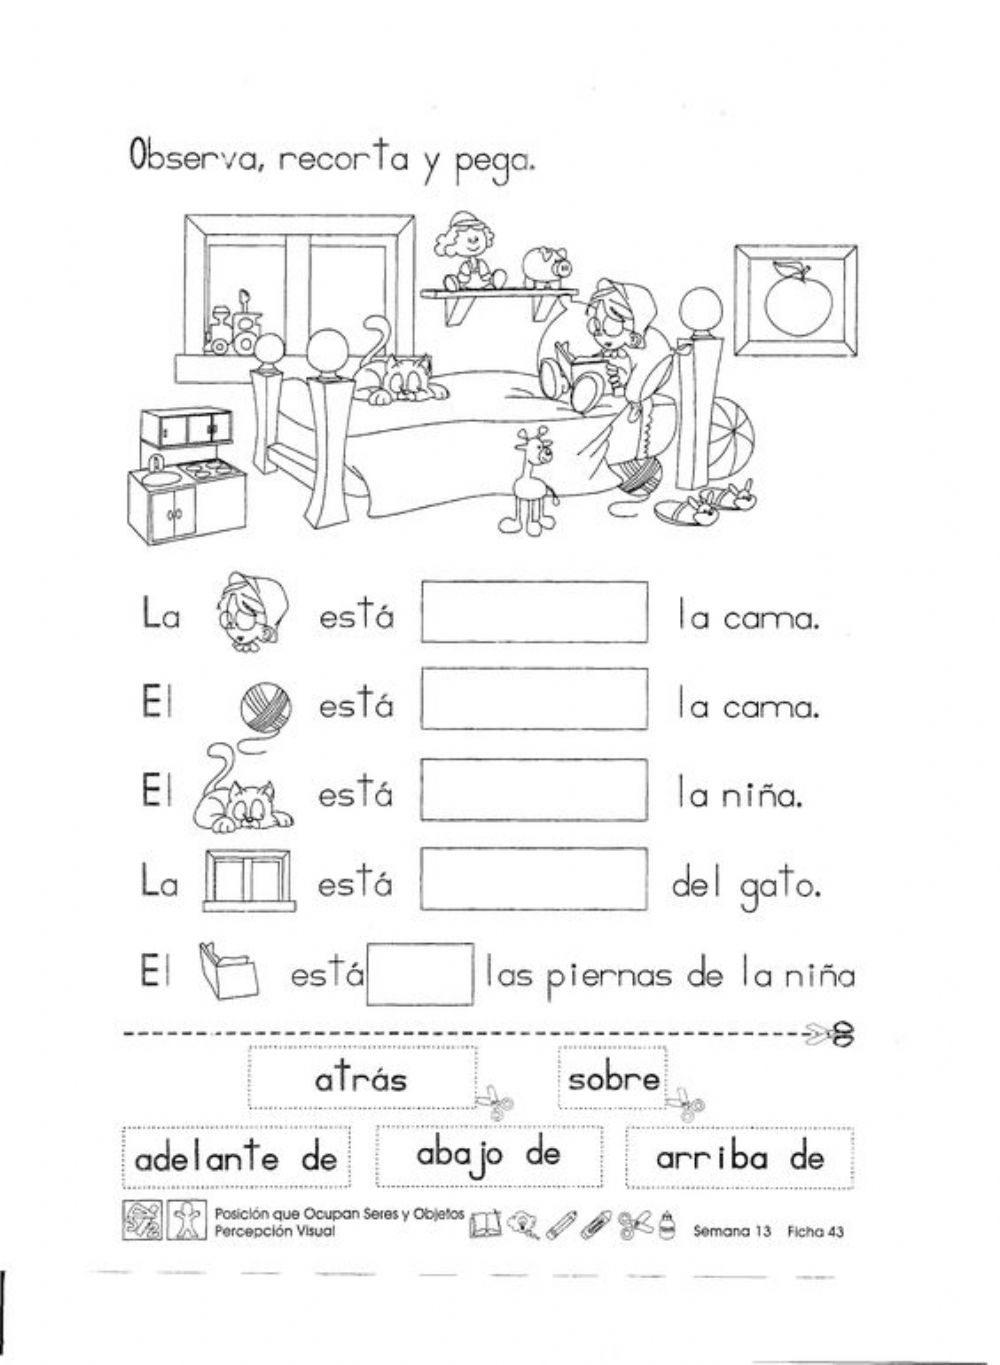 Observa, recorta y pega.
La está la cama.
El está la cama.
El está la niña.
La está del gato.
El está las piernas de la niña
atrás sobre
adelante de abajo de arriba de
Posición que Ocupan Seres y Objetos
Percepción Visual
Semana 13 Ficha 43